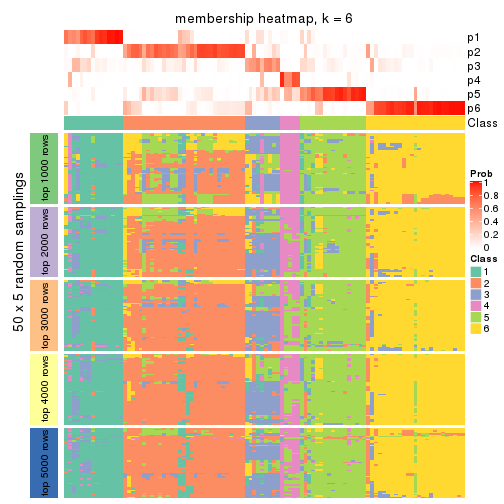 membership heatmap, k = 6
p1
p2
p3
p4
p5
p6
Class
50 x 5 random samplings
top 1000 rows
top 2000 rows
top 3000 rows
top 4000 rows
top 5000 rows
Prob
1
0.8
0.6
0.4
0.2
0
Class
1
2
3
4
5
6